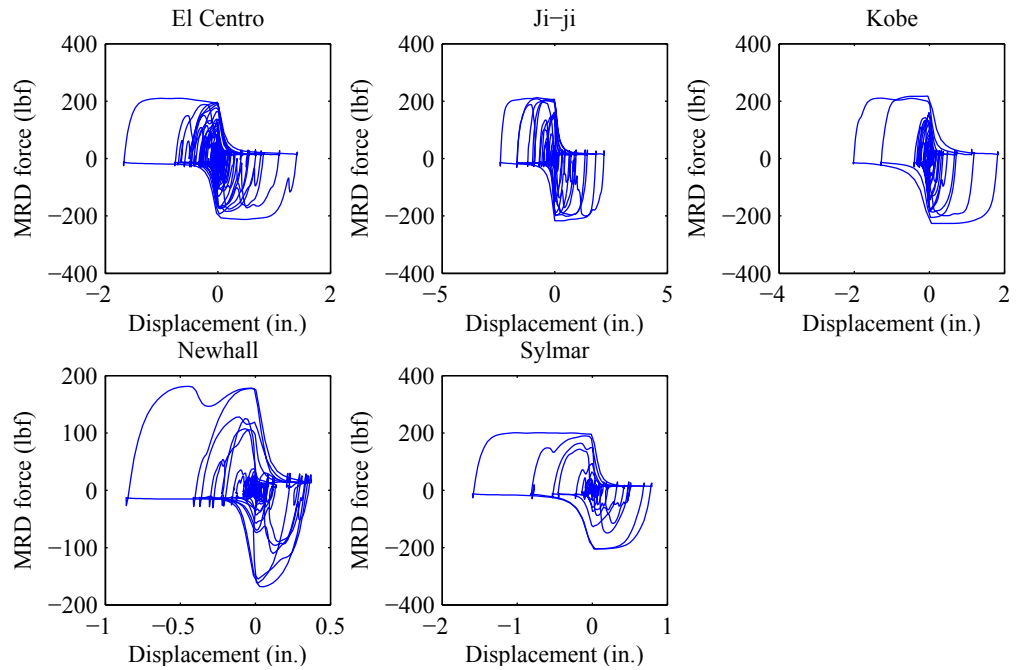 El Centro
Ji−ji
Kobe
400
200
0
−200
−400
MRD force (lbf)
−2
0
2
Displacement (in.)
400
200
0
−200
−400
MRD force (lbf)
−5
0
5
Displacement (in.)
400
200
0
−200
−400
MRD force (lbf)
−4
−2
0
2
Displacement (in.)
Newhall
Sylmar
200
100
0
−100
−200
MRD force (lbf)
−1
−0.5
0
0.5
Displacement (in.)
400
200
0
−200
−400
MRD force (lbf)
−2
−1
0
1
Displacement (in.)